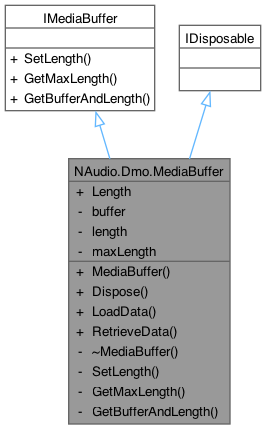 IMediaBuffer
+ SetLength()
+ GetMaxLength()
+ GetBufferAndLength()
IDisposable
NAudio.Dmo.MediaBuffer
+ Length
- buffer
- length
- maxLength
+ MediaBuffer()
+ Dispose()
+ LoadData()
+ RetrieveData()
- ~MediaBuffer()
- SetLength()
- GetMaxLength()
- GetBufferAndLength()